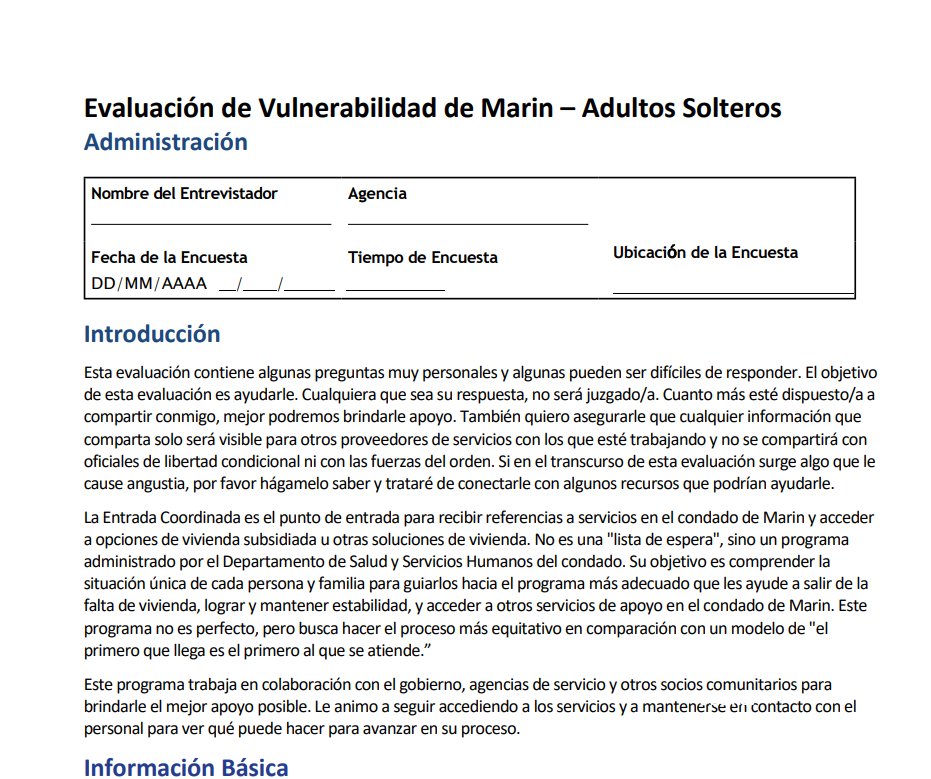 Evaluación de Vulnerabilidad de Marin – Adultos Solteros
Administración
Nombre del Entrevistador Agencia
Fecha de la Encuesta Tiempo de Encuesta Ubicación de la Encuesta
DD/MM/AAAA __/____/______
Introducción
Esta evaluación contiene algunas preguntas muy personales y algunas pueden ser difíciles de responder. El objetivo
de esta evaluación es ayudarle. Cualquiera que sea su respuesta, no será juzgado/a. Cuanto más esté dispuesto/a a
compartir conmigo, mejor podremos brindarle apoyo. También quiero asegurarle que cualquier información que
comparta solo será visible para otros proveedores de servicios con los que esté trabajando y no se compartirá con
oficiales de libertad condicional ni con las fuerzas del orden. Si en el transcurso de esta evaluación surge algo que le
cause angustia, por favor hágamelo saber y trataré de conectarle con algunos recursos que podrían ayudarle.
La Entrada Coordinada es el punto de entrada para recibir referencias a servicios en el condado de Marin y acceder
a opciones de vivienda subsidiada u otras soluciones de vivienda. No es una "lista de espera", sino un programa
administrado por el Departamento de Salud y Servicios Humanos del condado. Su objetivo es comprender la
situación única de cada persona y familia para guiarlos hacia el programa más adecuado que les ayude a salir de la
falta de vivienda, lograr y mantener estabilidad, y acceder a otros servicios de apoyo en el condado de Marin. Este
programa no es perfecto, pero busca hacer el proceso más equitativo en comparación con un modelo de "el
primero que llega es el primero al que se atiende.”
Este programa trabaja en colaboración con el gobierno, agencias de servicio y otros socios comunitarios para
brindarle el mejor apoyo posible. Le animo a seguir accediendo a los servicios y a mantenerse en contacto con el
personal para ver qué puede hacer para avanzar en su proceso.
Información Básica